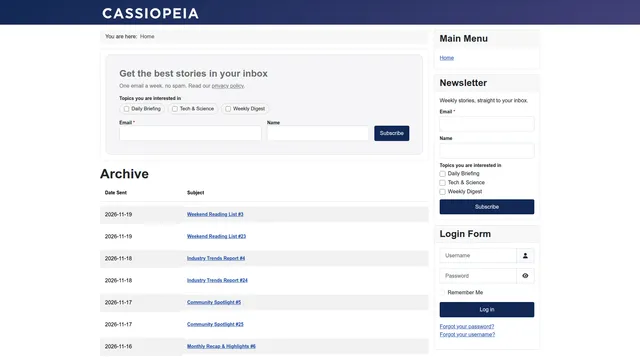 CASSIOPEIA
You are here: Home
Get the best stories in your inbox
One email a week, no spam. Read our privacy policy.
Topics you are interested in
Daily Briefing Tech & Science Weekly Digest
Email * Name
Subscribe
Archive
Date Sent Subject
2026-11-19 Weekend Reading List #3
2026-11-19 Weekend Reading List #23
2026-11-18 Industry Trends Report #4
2026-11-18 Industry Trends Report #24
2026-11-17 Community Spotlight #5
2026-11-17 Community Spotlight #25
2026-11-16 Monthly Recap & Highlights #6
Main Menu
Home
Newsletter
Weekly stories, straight to your inbox.
Email *
Name
Topics you are interested in
Daily Briefing
Tech & Science
Weekly Digest
Subscribe
Login Form
Username
Password
Remember Me
Log in
Forgot your password?
Forgot your username?